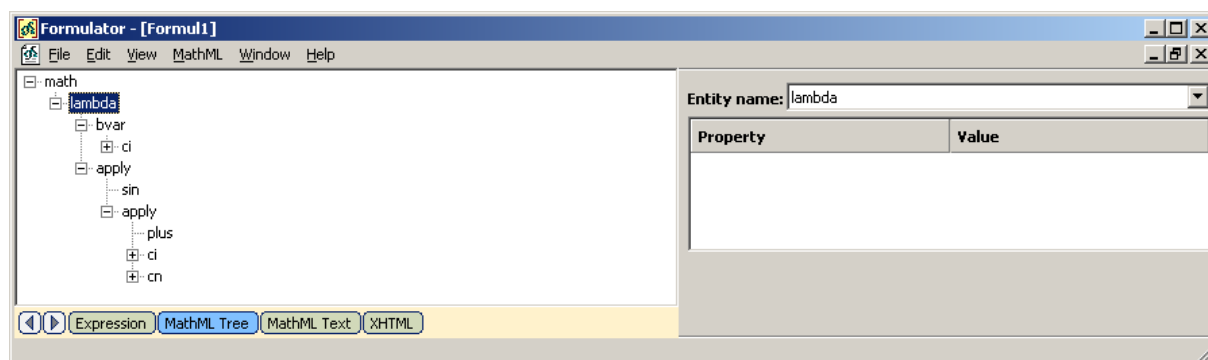 Formulator - [Formul1]
File Edit View MathML Window Help
math
lambda
bvar
ci
apply
sin
apply
plus
ci
cn
Entity name: lambda
Property Value
Expression MathML Tree MathML Text XHTML